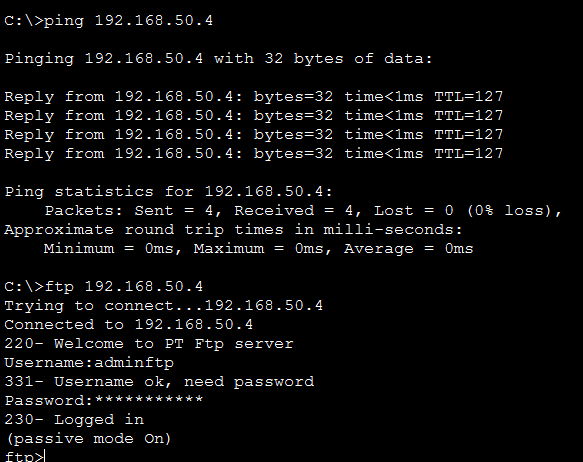 C:\>ping 192.168.50.4
Pinging 192.168.50.4 with 32 bytes of data:
Reply from 192.168.50.4: bytes=32 time<1ms TTL=127
Reply from 192.168.50.4: bytes=32 time<1ms TTL=127
Reply from 192.168.50.4: bytes=32 time<1ms TTL=127
Reply from 192.168.50.4: bytes=32 time<1ms TTL=127
Ping statistics for 192.168.50.4:
    Packets: Sent = 4, Received = 4, Lost = 0 (0% loss),
Approximate round trip times in milli-seconds:
    Minimum = 0ms, Maximum = 0ms, Average = 0ms
C:\>ftp 192.168.50.4
Trying to connect...192.168.50.4
Connected to 192.168.50.4
220- Welcome to PT Ftp server
Username:adminftp
331- Username ok, need password
Password:***********
230- Logged in
(passive mode On)
ftp>